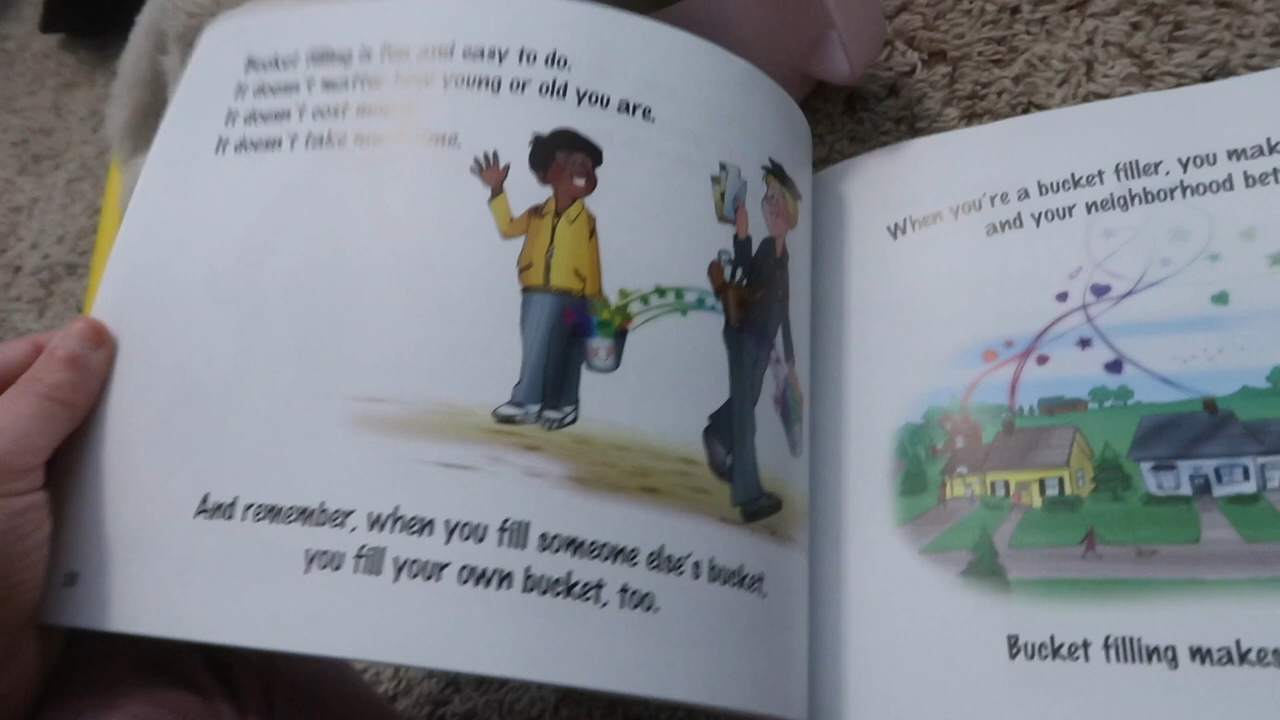 Bucket filling is fun and easy to do.
It doesn't matter how young or old you are.
It doesn't cost
It doesn't take much time.
And remember, when you fill someone else's bucket,
you fill your own bucket, too.
When you're a bucket filler, you mak
and your neighborhood bet
Bucket filling makes